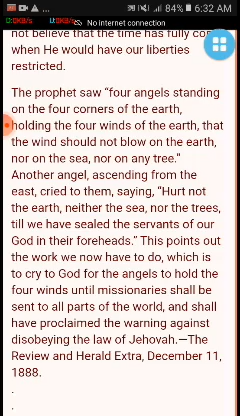 84% 6:32 AM
No internet connection
not believe that the time has fully
when He would have our liberties
restricted.
The prophet saw “four angels standing
on the four corners of the earth,
holding the four winds of the earth, that
the wind should not blow on the earth,
nor on the sea, nor on any tree.”
Another angel, ascending from the
east, cried to them, saying, “Hurt not
the earth, neither the sea, nor the trees,
till we have sealed the servants of our
God in their foreheads.” This points out
the work we now have to do, which is
to cry to God for the angels to hold the
four winds until missionaries shall be
sent to all parts of the world, and shall
have proclaimed the warning against
disobeying the law of Jehovah.—The
Review and Herald Extra, December 11,
1888.
.
.